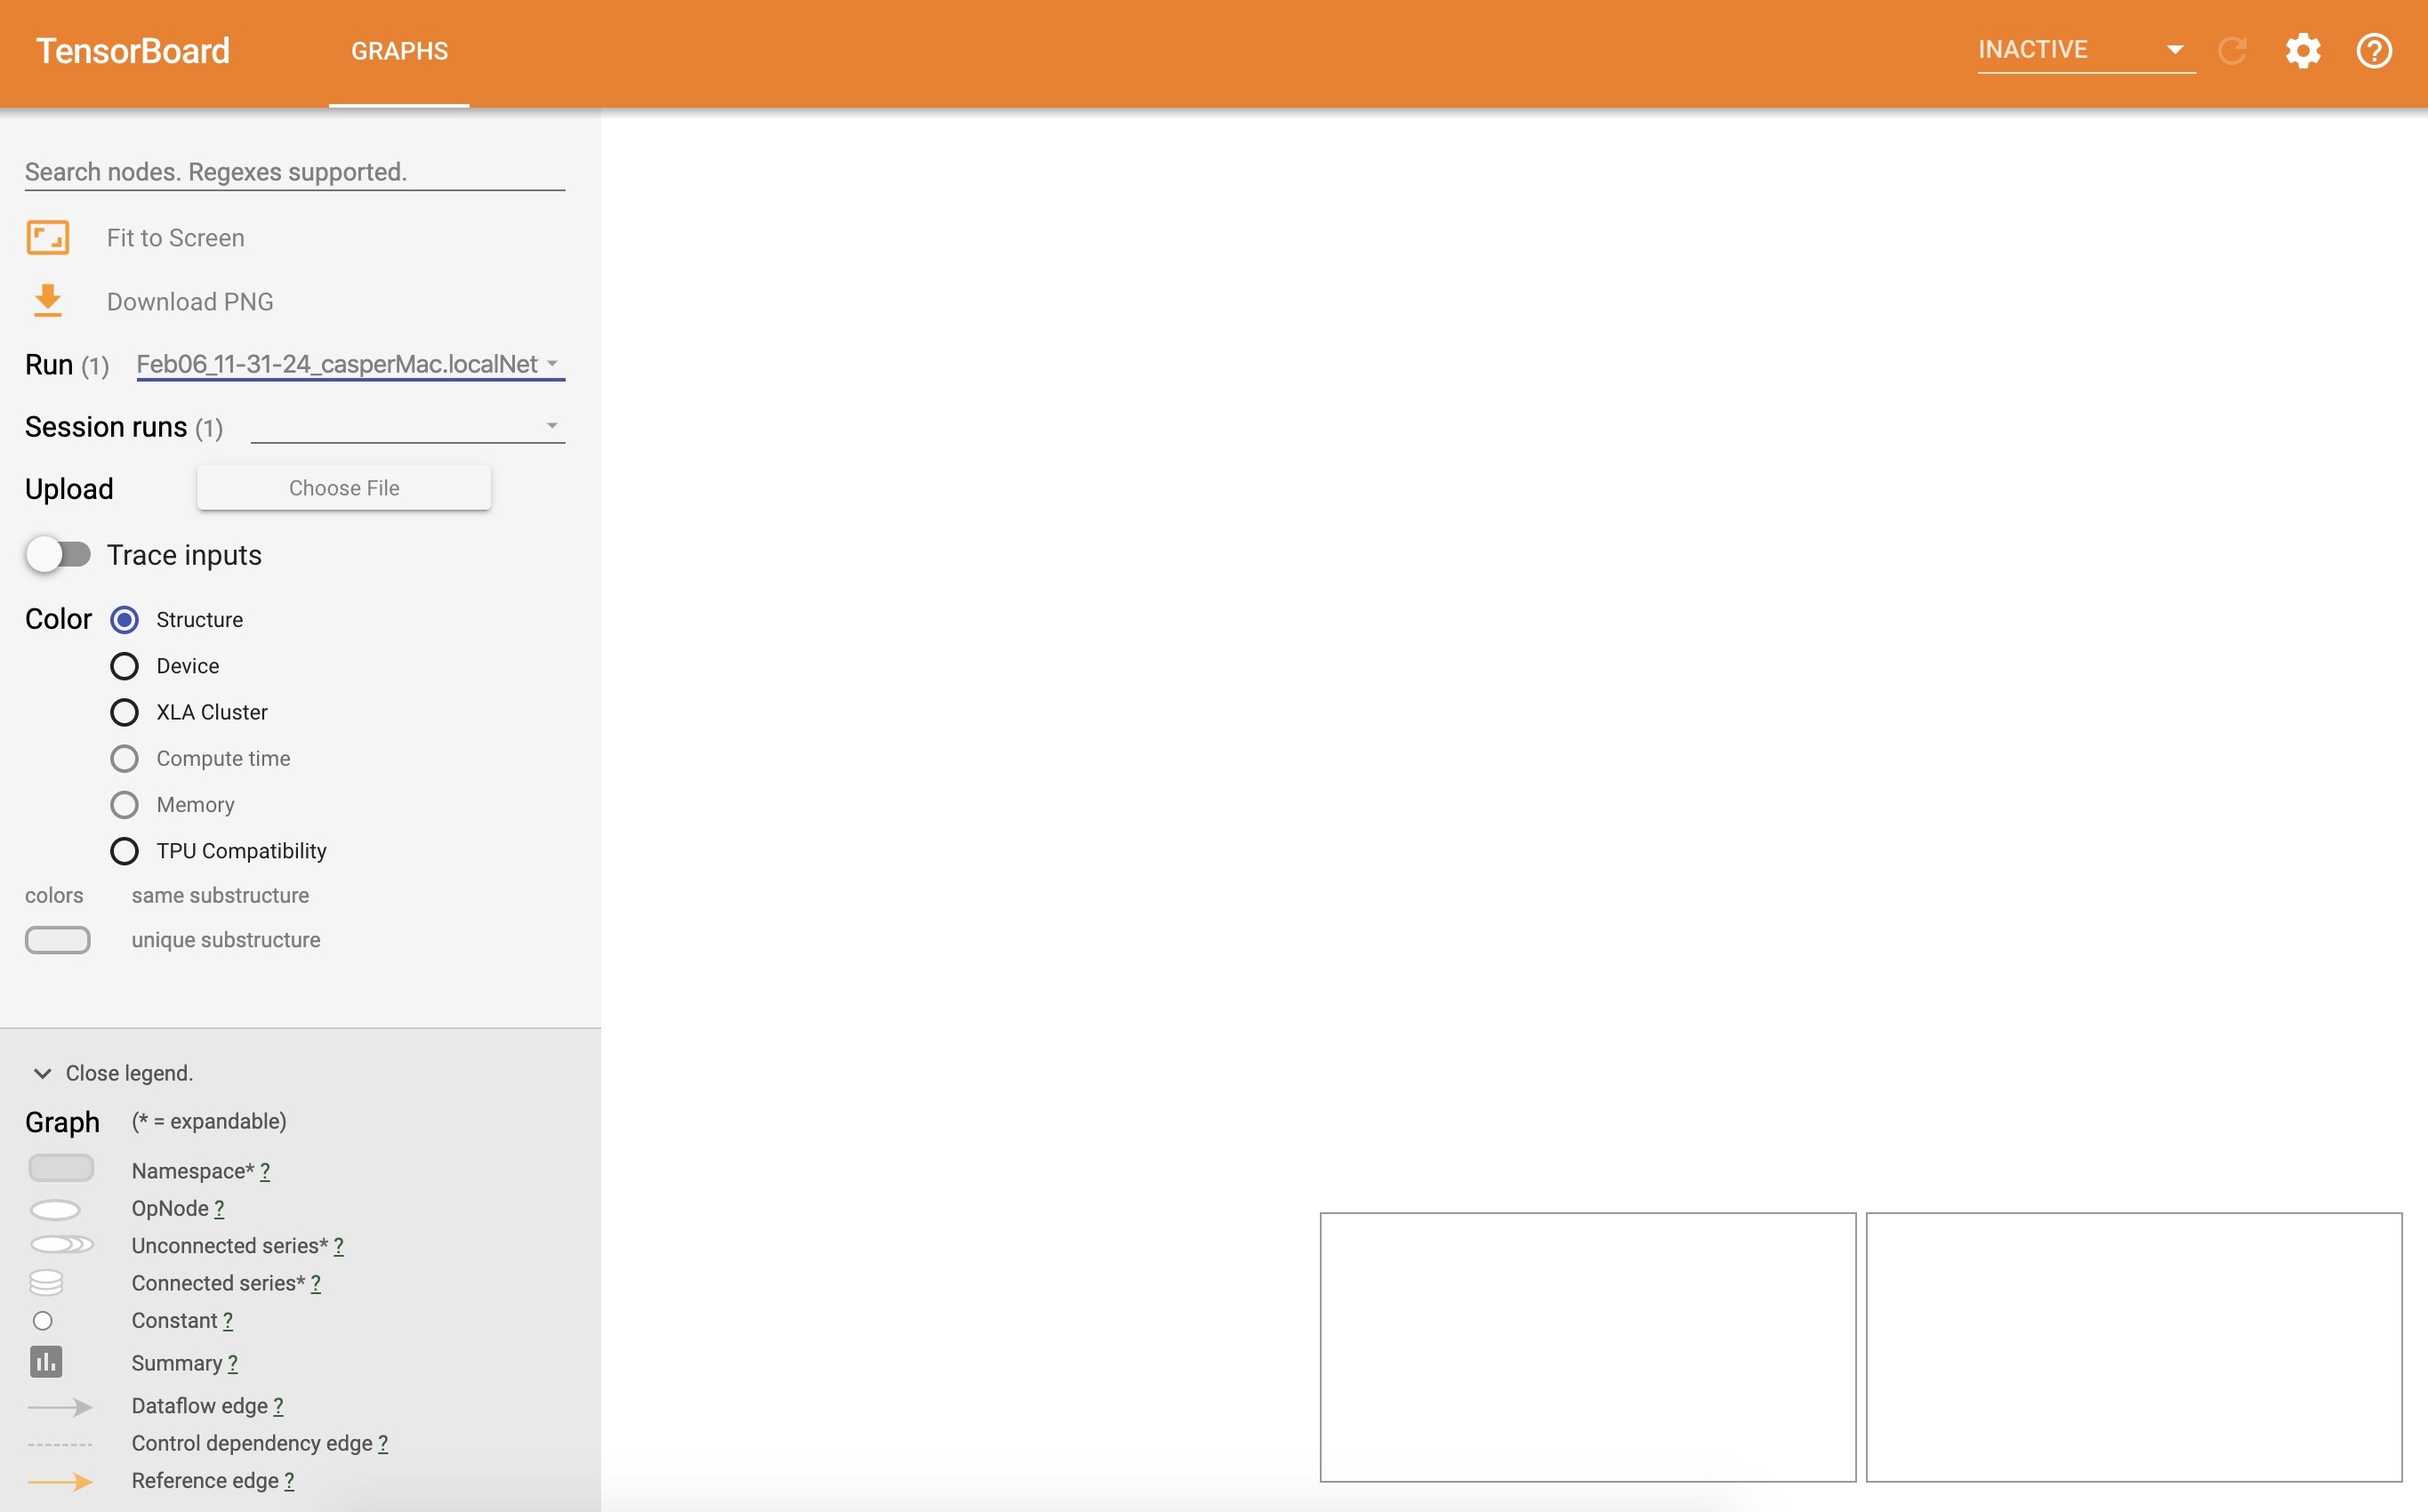 TensorBoard
GRAPHS
INACTIVE
Search nodes. Regexes supported.
Fit to Screen
Download PNG
Run (1) Feb06_11-31-24_casperMac.localNet
Session runs (1)
Upload Choose File
Trace inputs
Color Structure
Device
XLA Cluster
Compute time
Memory
TPU Compatibility
colors same substructure
unique substructure
Close legend.
Graph (* = expandable)
Namespace* ?
OpNode ?
Unconnected series* ?
Connected series* ?
Constant ?
Summary ?
Dataflow edge ?
Control dependency edge ?
Reference edge ?